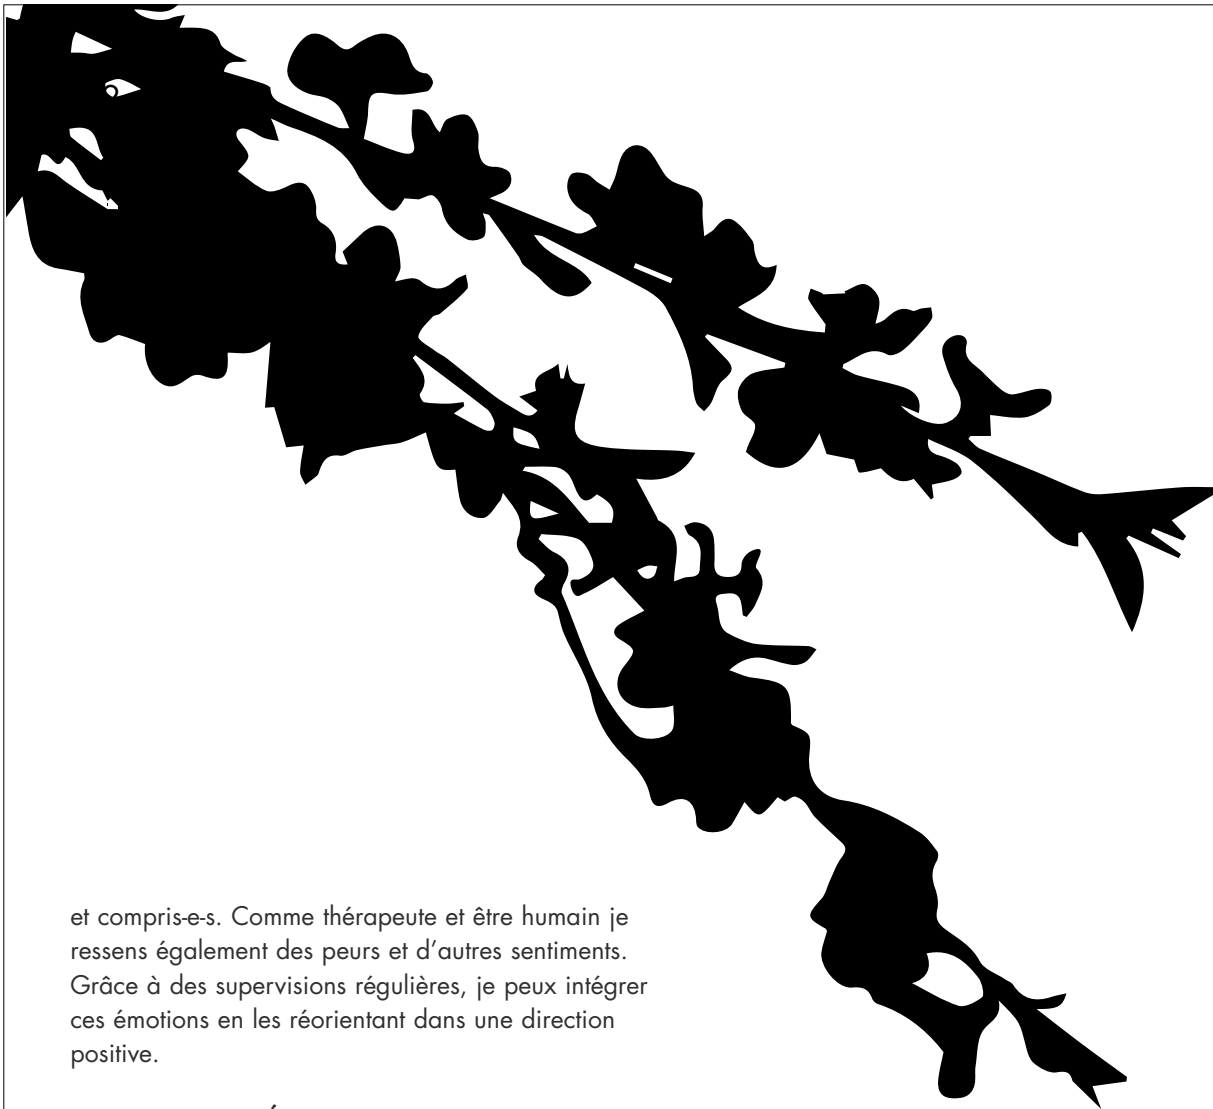 et compris-e-s. Comme thérapeute et être humain je
ressens également des peurs et d’autres sentiments.
Grâce à des supervisions régulières, je peux intégrer
ces émotions en les réorientant dans une direction
positive.